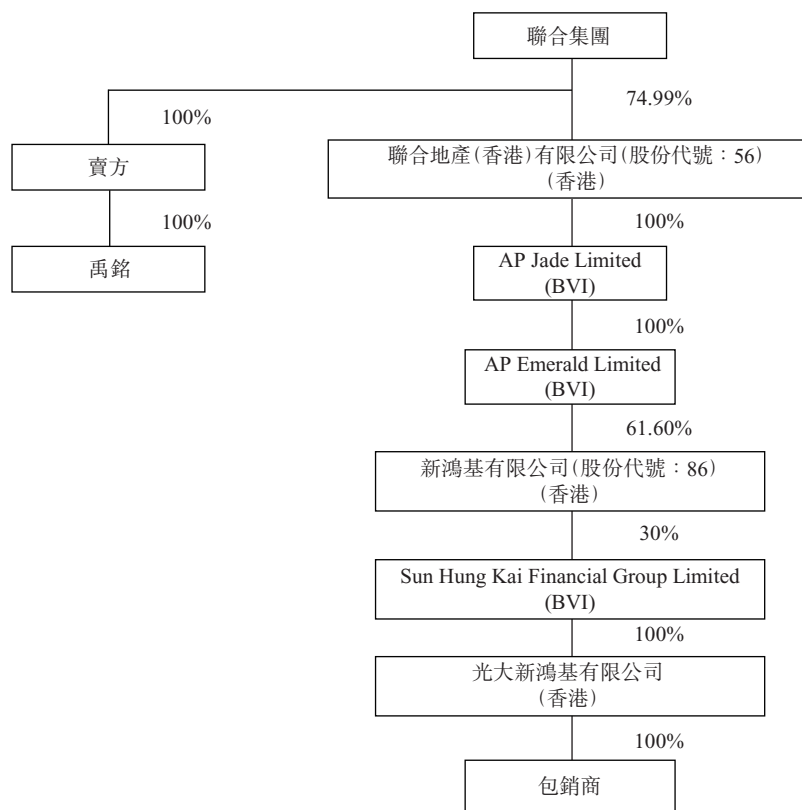 聯合集團
74.99%
100%
賣方
聯合地產(香港)有限公司(股份代號：56)
(香港)
100%
100%
禹銘
AP Jade Limited
(BVI)
100%
AP Emerald Limited
(BVI)
61.60%
新鴻基有限公司(股份代號：86)
(香港)
30%
Sun Hung Kai Financial Group Limited
(BVI)
100%
光大新鴻基有限公司
(香港)
100%
包銷商